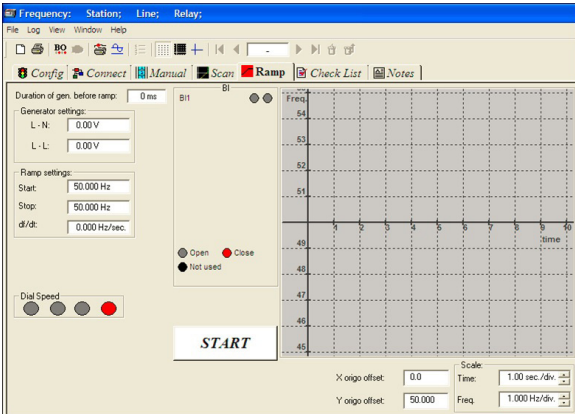 Frequency: Station; Line; Relay;
File Log View Window Help
BO -
Config Connect Manual Scan Ramp Check List Notes
Duration of gen. before ramp: 0 ms
Generator settings:
L - N: 0.00 V
L - L: 0.00 V
Ramp settings:
Start: 50.000 Hz
Stop: 50.000 Hz
df/dt: 0.000 Hz/sec.
Dial Speed
BI
BI1
Open Close
Not used
START
Freq.
54
53
52
51
1 2 3 4 5 6 7 8 9 10
time
49
48
47
46
45
X origo offset: 0.0
Y origo offset: 50.000
Scale:
Time: 1.00 sec./div.
Freq. 1.000 Hz/div.